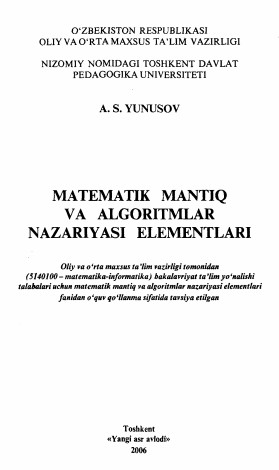 O‘ZBEKISTON RESPUBLIKASI
OLIY VA O‘RTA MAXSUS TA’LIM VAZIRLIGI
NIZOMIY NOMIDAGI TOSHKENT DAVLAT
PEDAGOGIKA UNIVERSITETI
A. S. YUNUSOV
MATEMATIK MANTIQ
VA ALGORITMLAR
NAZARIYASI ELEMENTLARI
Oliy va o‘rta maxsus ta’lim vazirligi tomonidan
(5140100 – matematika-informatika) bakalavriyat ta’lim yo‘nalishi
talabalari uchun matematik mantiq va algoritmlar nazariyasi elementlari
fanidan o‘quv qo‘llanma sifatida tavsiya etilgan
Toshkent
«Yangi asr avlodi»
2006